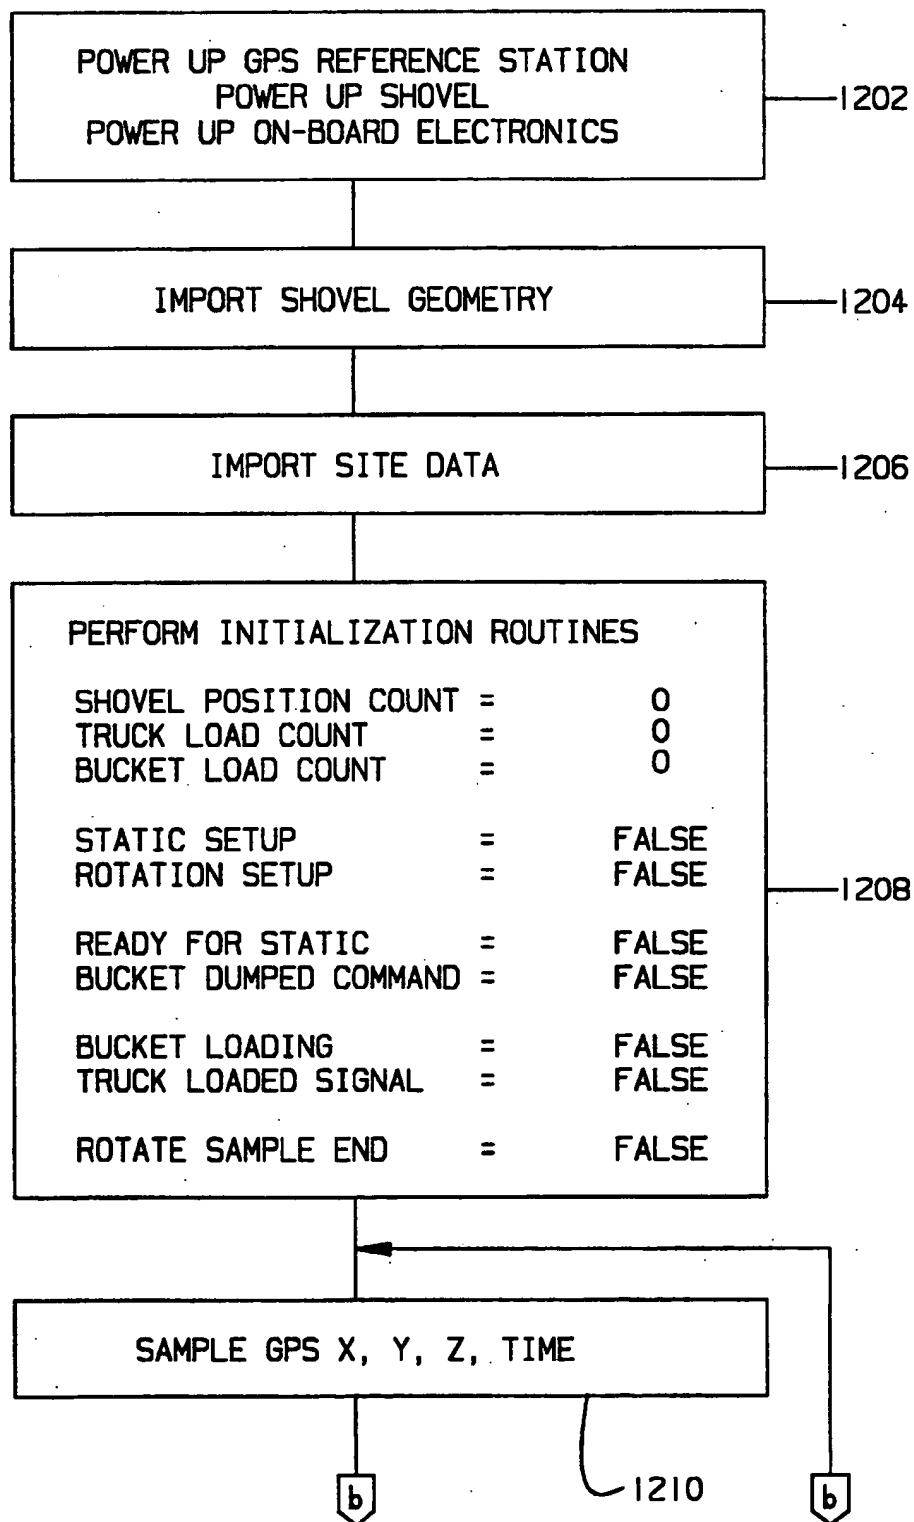 POWER UP GPS REFERENCE STATION
POWER UP SHOVEL
POWER UP ON-BOARD ELECTRONICS
1202
IMPORT SHOVEL GEOMETRY
1204
IMPORT SITE DATA
1206
PERFORM INITIALIZATION ROUTINES
SHOVEL POSITION COUNT = 0
TRUCK LOAD COUNT = 0
BUCKET LOAD COUNT = 0
STATIC SETUP = FALSE
ROTATION SETUP = FALSE
1208
READY FOR STATIC = FALSE
BUCKET DUMPED COMMAND = FALSE
BUCKET LOADING = FALSE
TRUCK LOADED SIGNAL = FALSE
ROTATE SAMPLE END = FALSE
SAMPLE GPS X, Y, Z, TIME
1210
b
b